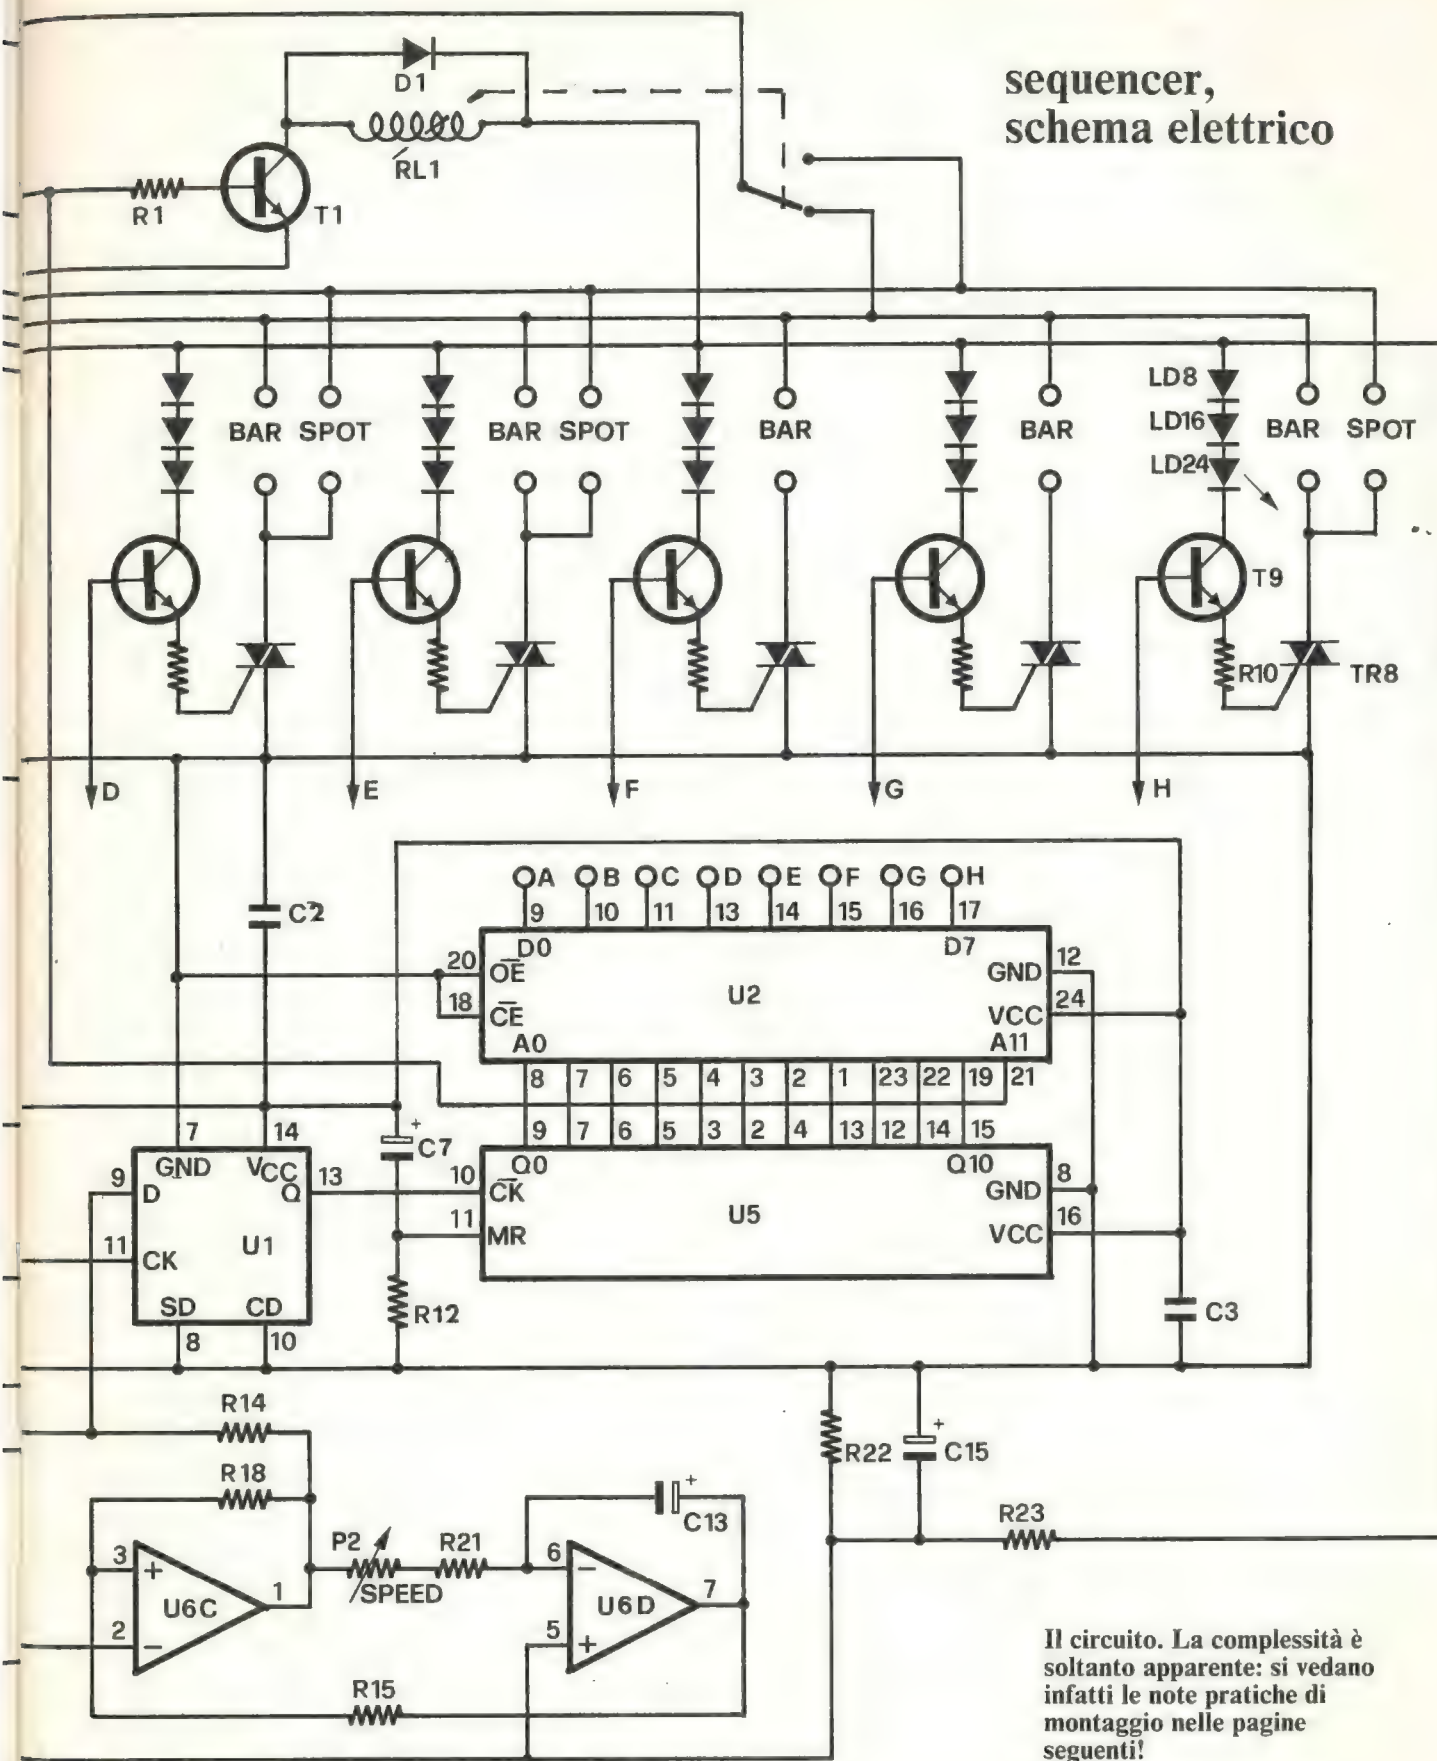 sequencer,
schema elettrico
D1
RL1
R1
T1
BAR SPOT
BAR SPOT
BAR
BAR
LD8
LD16
LD24
BAR SPOT
T9
R10
TR8
D
E
F
G
H
A B C D E F G H
9 10 11 13 14 15 16 17
C2
D0 D7
20 OE
18 CE
U2
GND 12
VCC 24
A0 A11
8 7 6 5 4 3 2 1 23 22 19 21
7 14
+
C7
9 7 6 5 3 2 4 13 12 14 15
GND VCC
9 D
Q 13
10 CK
Q0 Q10
GND 8
11 CK
U1
11 MR
U5
VCC 16
SD CD
8 10
R12
C3
R14
R18
R22
+
C15
R23
+
C13
P2
SPEED
R21
3 +
U6C
1
2 -
6 -
U6D
7
5 +
R15
Il circuito. La complessità è
soltanto apparente: si vedano
infatti le note pratiche di
montaggio nelle pagine
seguenti!